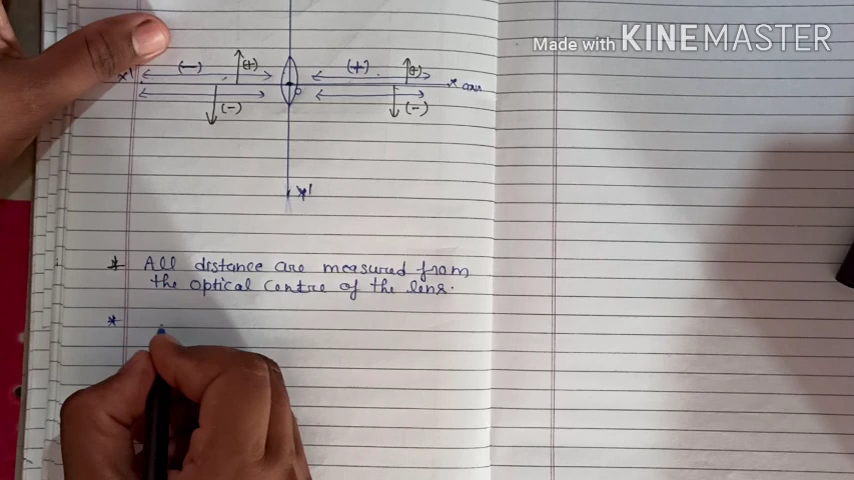 Made with KINEMASTER
(-) (+) (+) (+)
x' x
(-) O (-)
x'
* All distance are measured from
the optical centre of the lens.
*